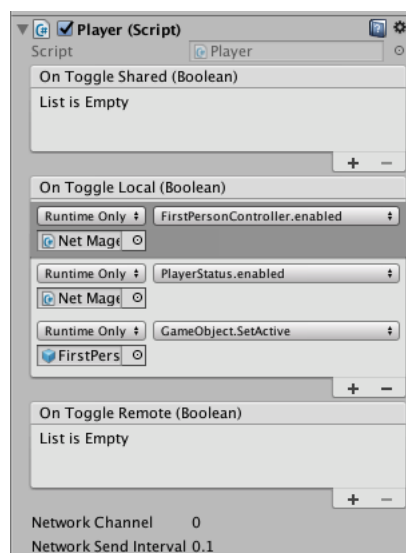 Player (Script)
Script Player
On Toggle Shared (Boolean)
List is Empty
On Toggle Local (Boolean)
Runtime Only FirstPersonController.enabled
Net Mage
Runtime Only PlayerStatus.enabled
Net Mage
Runtime Only GameObject.SetActive
FirstPers
On Toggle Remote (Boolean)
List is Empty
Network Channel 0
Network Send Interval 0.1